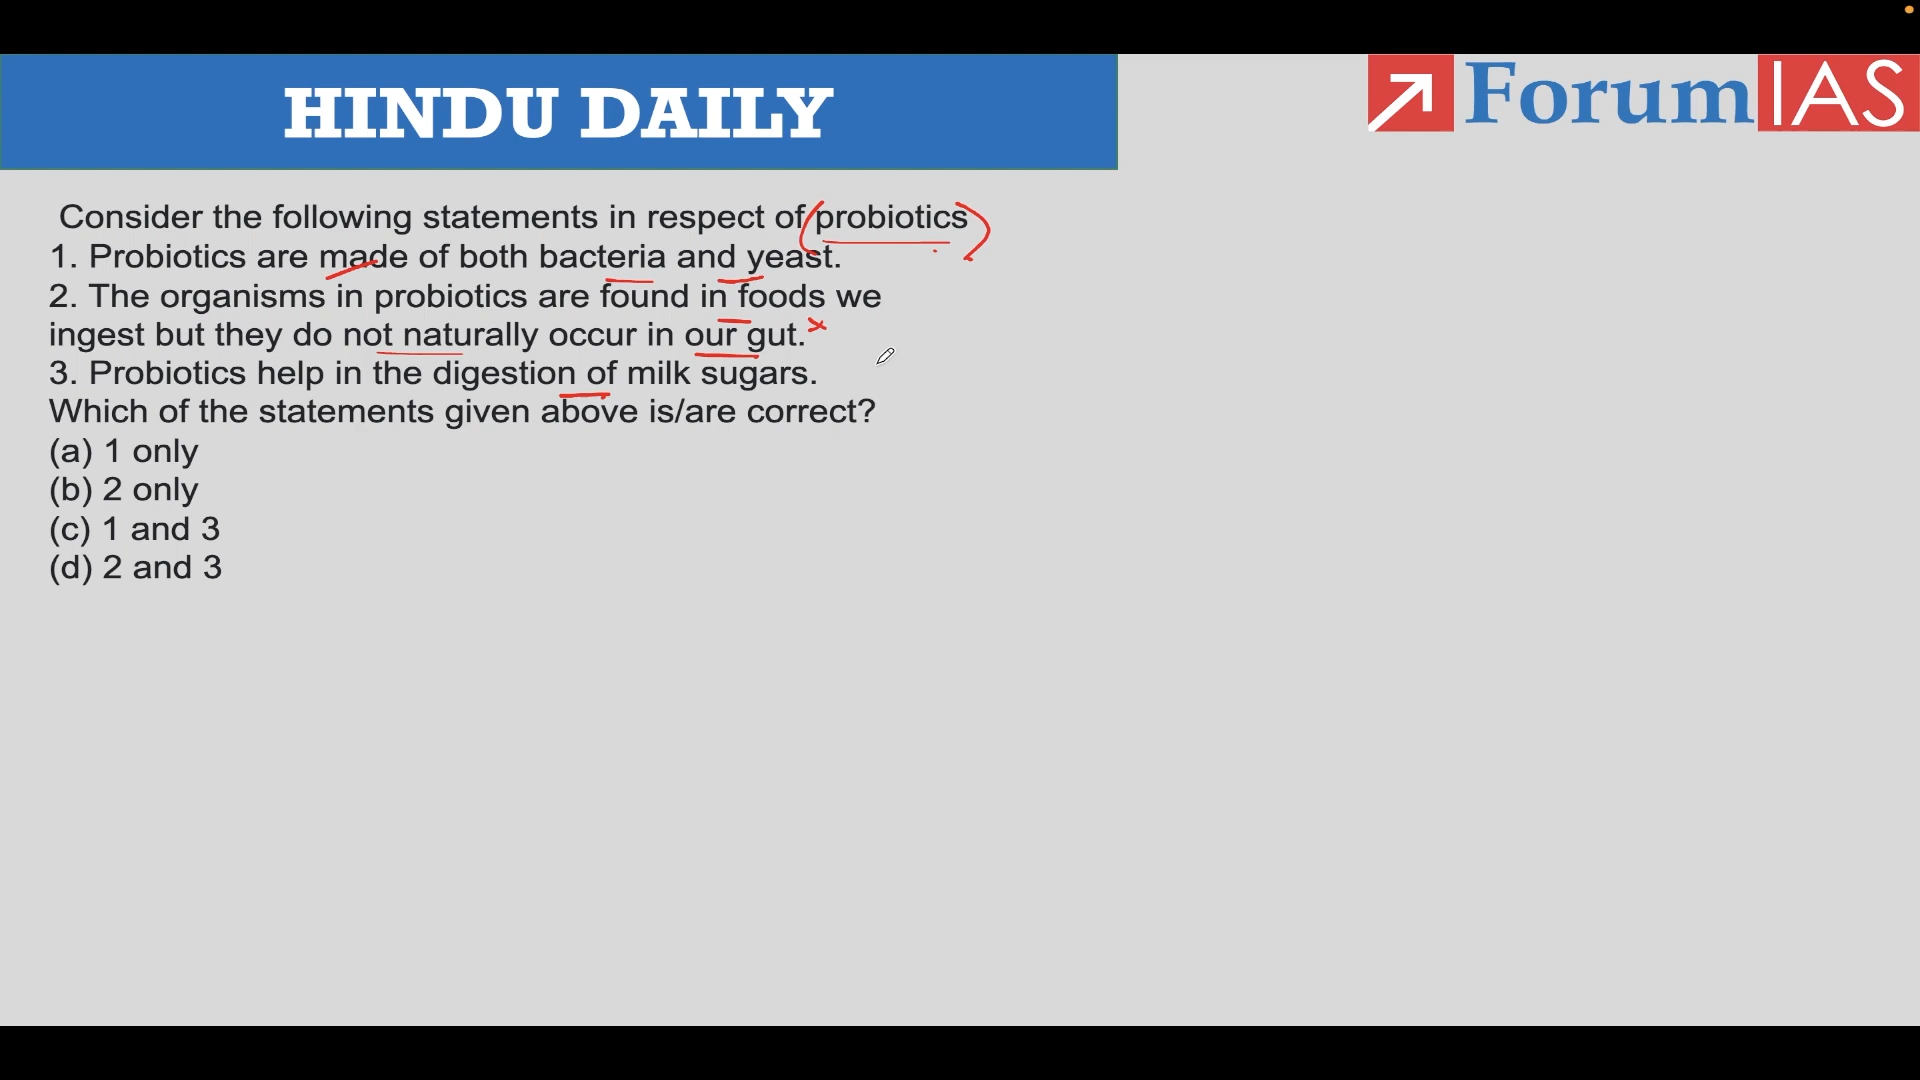 HINDU DAILY
ForumIAS
Consider the following statements in respect of probiotics
1. Probiotics are made of both bacteria and yeast.
2. The organisms in probiotics are found in foods we
ingest but they do not naturally occur in our gut.
3. Probiotics help in the digestion of milk sugars.
Which of the statements given above is/are correct?
(a) 1 only
(b) 2 only
(c) 1 and 3
(d) 2 and 3